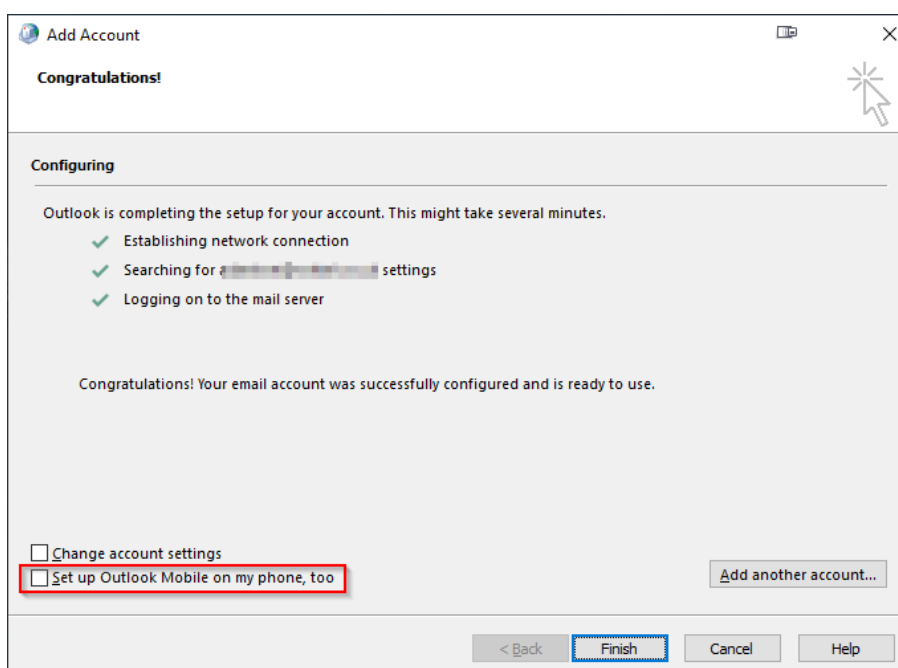 Add Account
Congratulations!
Configuring
Outlook is completing the setup for your account. This might take several minutes.
Establishing network connection
Searching for settings
Logging on to the mail server
Congratulations! Your email account was successfully configured and is ready to use.
Change account settings
Set up Outlook Mobile on my phone, too
Add another account...
< Back Finish Cancel Help